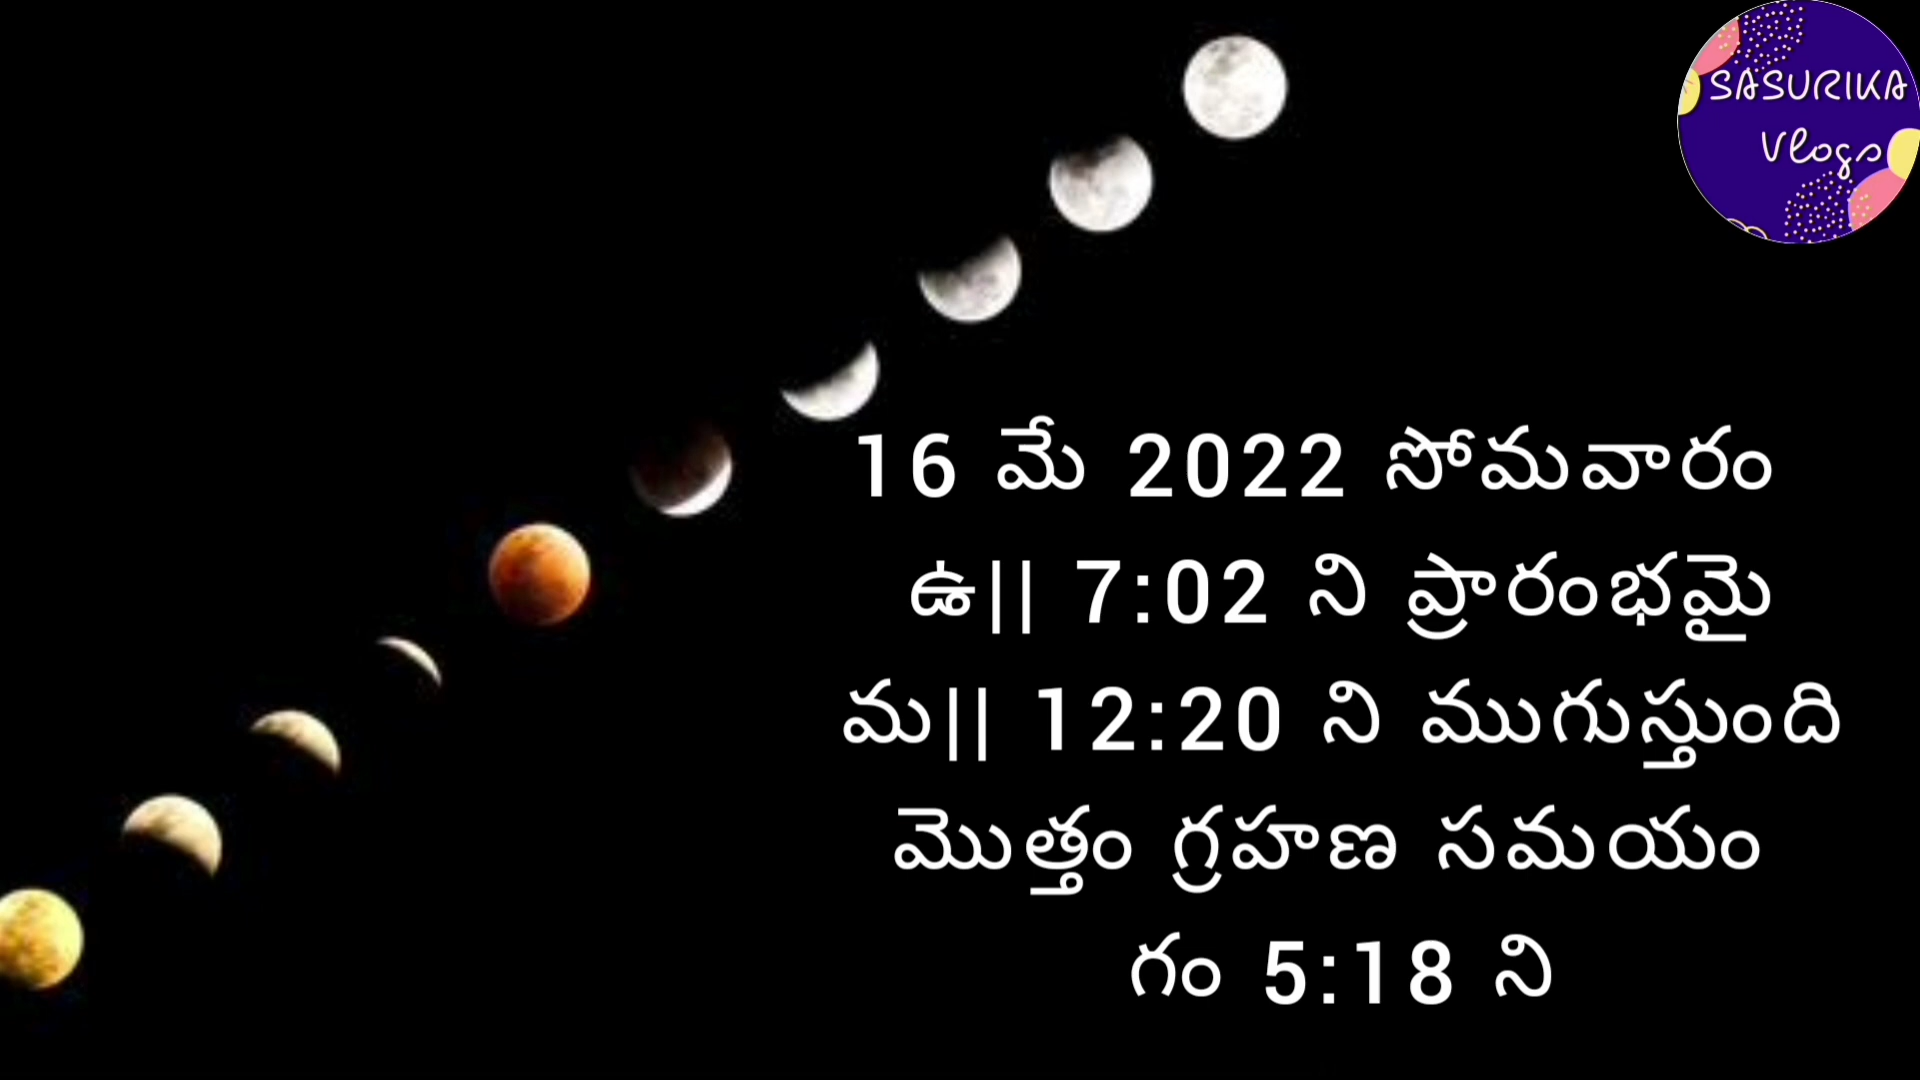 SASURIKA
Vlogs
16 మే 2022 సోమవారం
ఉ|| 7:02 ని ప్రారంభమై
మ|| 12:20 ని ముగుస్తుంది
మొత్తం గ్రహణ సమయం
గం 5:18 ని